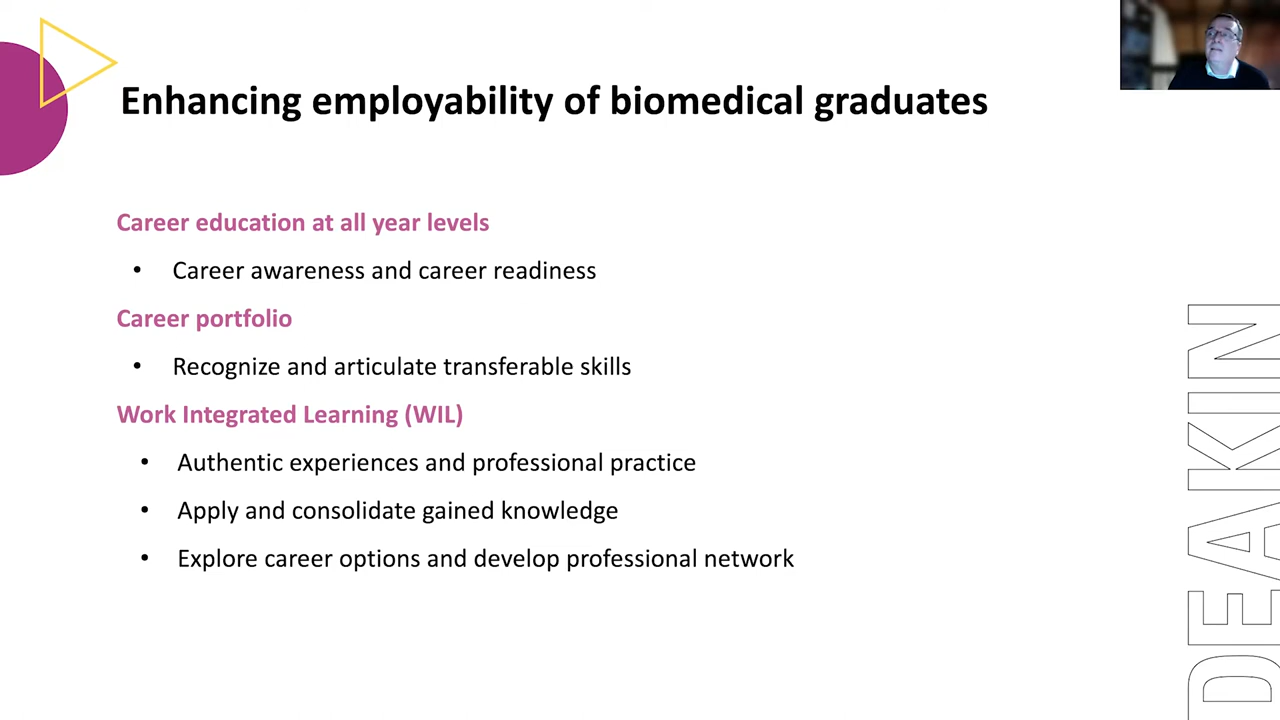 Enhancing employability of biomedical graduates
Career education at all year levels
• Career awareness and career readiness
Career portfolio
• Recognize and articulate transferable skills
Work Integrated Learning (WIL)
• Authentic experiences and professional practice
• Apply and consolidate gained knowledge
• Explore career options and develop professional network
DEAKIN